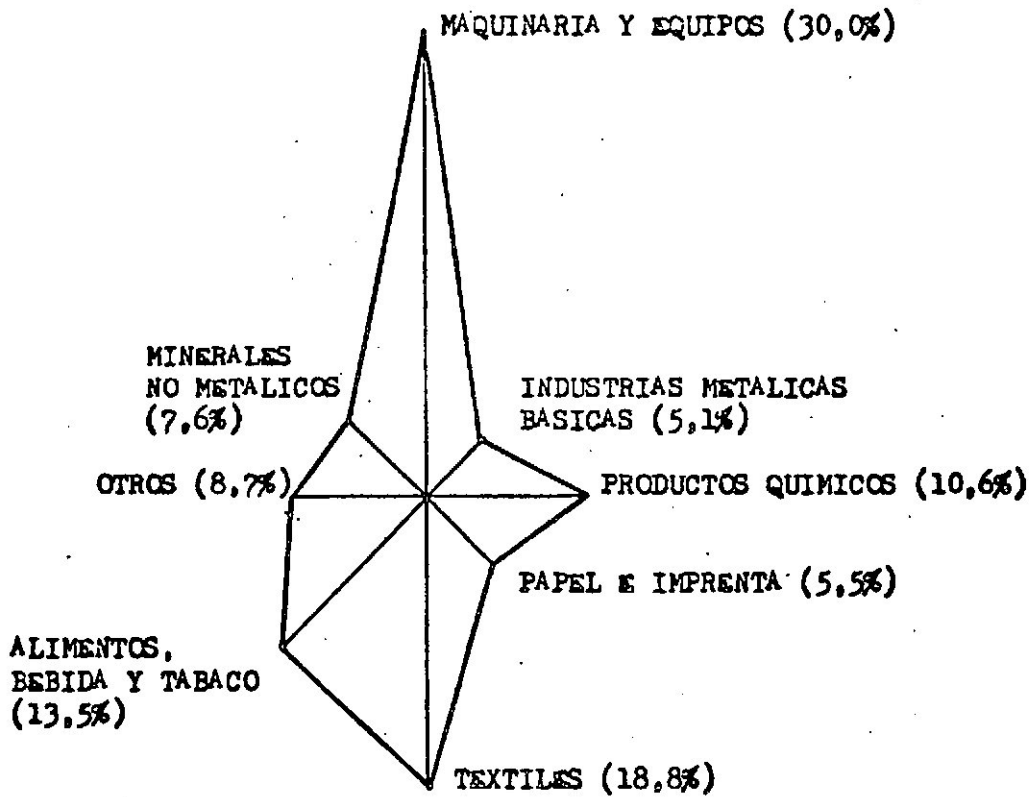 MAQUINARIA Y EQUIPOS (30,0%)
MINERALES
NO METALICOS
(7,6%)
INDUSTRIAS METALICAS
BASICAS (5,1%)
OTROS (8,7%)
PRODUCTOS QUIMICOS (10,6%)
PAPEL E IMPRENTA (5,5%)
ALIMENTOS,
BEBIDA Y TABACO
(13,5%)
TEXTILES (18,8%)